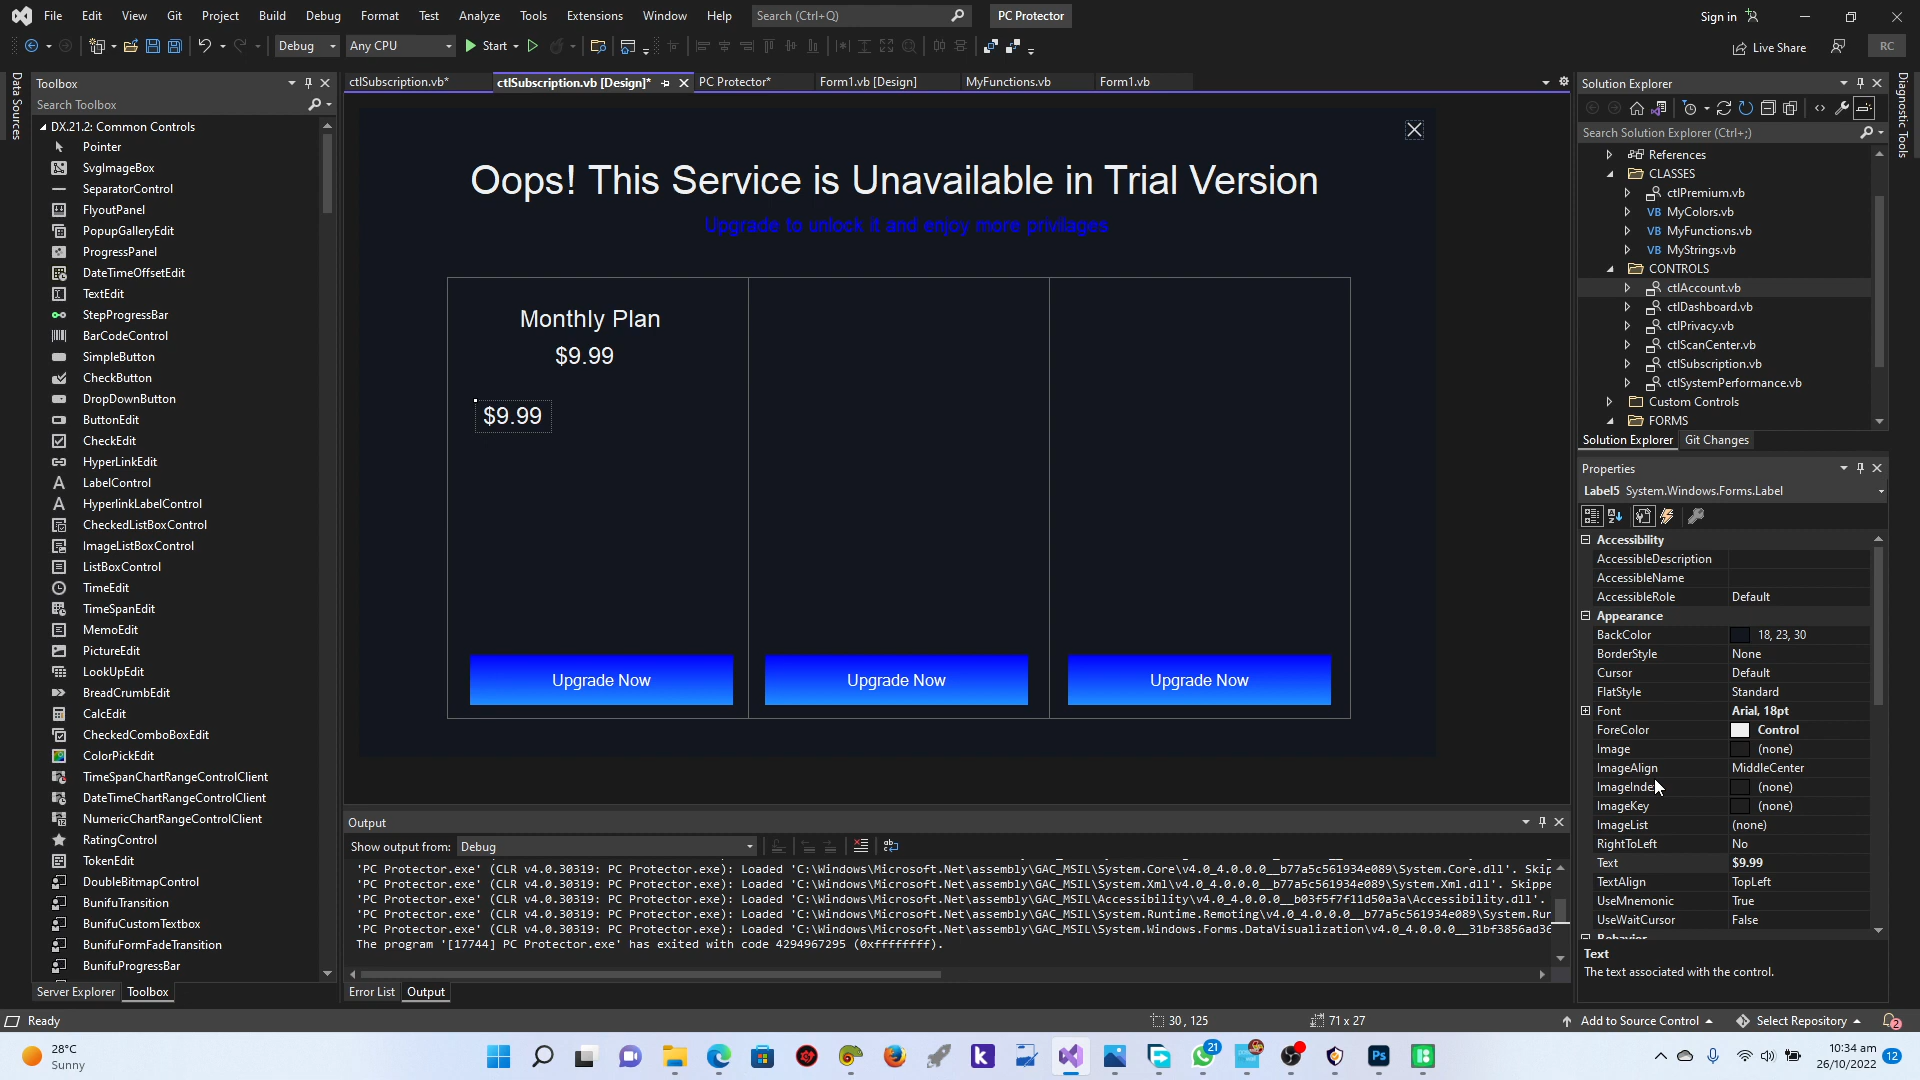 File Edit View Git Project Build Debug Format Test Analyze Tools Extensions Window Help Search (Ctrl+Q) PC Protector Sign in
Debug Any CPU Start Live Share RC
Data Sources
Toolbox
Search Toolbox
DX.21.2: Common Controls
Pointer
SvgImageBox
SeparatorControl
FlyoutPanel
PopupGalleryEdit
ProgressPanel
DateTimeOffsetEdit
TextEdit
StepProgressBar
BarCodeControl
SimpleButton
CheckButton
DropDownButton
ButtonEdit
CheckEdit
HyperLinkEdit
LabelControl
HyperlinkLabelControl
CheckedListBoxControl
ImageListBoxControl
ListBoxControl
TimeEdit
TimeSpanEdit
MemoEdit
PictureEdit
LookUpEdit
BreadCrumbEdit
CalcEdit
CheckedComboBoxEdit
ColorPickEdit
TimeSpanChartRangeControlClient
DateTimeChartRangeControlClient
NumericChartRangeControlClient
RatingControl
TokenEdit
DoubleBitmapControl
BunifuTransition
BunifuCustomTextbox
BunifuFormFadeTransition
BunifuProgressBar
Server Explorer Toolbox
ctlSubscription.vb* ctlSubscription.vb [Design]* PC Protector* Form1.vb [Design] MyFunctions.vb Form1.vb
Oops! This Service is Unavailable in Trial Version
Upgrade to unlock it and enjoy more privilages
Monthly Plan
$9.99
$9.99
Upgrade Now Upgrade Now Upgrade Now
Output
Show output from: Debug
'PC Protector.exe' (CLR v4.0.30319: PC Protector.exe): Loaded 'C:\Windows\Microsoft.Net\assembly\GAC_MSIL\System.Core\v4.0_4.0.0.0__b77a5c561934e089\System.Core.dll'. Skip
'PC Protector.exe' (CLR v4.0.30319: PC Protector.exe): Loaded 'C:\Windows\Microsoft.Net\assembly\GAC_MSIL\System.Xml\v4.0_4.0.0.0__b77a5c561934e089\System.Xml.dll'. Skippe
'PC Protector.exe' (CLR v4.0.30319: PC Protector.exe): Loaded 'C:\Windows\Microsoft.Net\assembly\GAC_MSIL\Accessibility\v4.0_4.0.0.0__b03f5f7f11d50a3a\Accessibility.dll'.
'PC Protector.exe' (CLR v4.0.30319: PC Protector.exe): Loaded 'C:\Windows\Microsoft.Net\assembly\GAC_MSIL\System.Runtime.Remoting\v4.0_4.0.0.0__b77a5c561934e089\System.Rur
'PC Protector.exe' (CLR v4.0.30319: PC Protector.exe): Loaded 'C:\Windows\Microsoft.Net\assembly\GAC_MSIL\System.Windows.Forms.DataVisualization\v4.0_4.0.0.0__31bf3856ad36
The program '[17744] PC Protector.exe' has exited with code 4294967295 (0xffffffff).
Error List Output
Solution Explorer
Search Solution Explorer (Ctrl+;)
References
CLASSES
ctlPremium.vb
VB MyColors.vb
VB MyFunctions.vb
VB MyStrings.vb
CONTROLS
ctlAccount.vb
ctlDashboard.vb
ctlPrivacy.vb
ctlScanCenter.vb
ctlSubscription.vb
ctlSystemPerformance.vb
Custom Controls
FORMS
Solution Explorer Git Changes
Properties
Label5 System.Windows.Forms.Label
Accessibility
AccessibleDescription
AccessibleName
AccessibleRole Default
Appearance
BackColor 18, 23, 30
BorderStyle None
Cursor Default
FlatStyle Standard
Font Arial, 18pt
ForeColor Control
Image (none)
ImageAlign MiddleCenter
ImageIndex (none)
ImageKey (none)
ImageList (none)
RightToLeft No
Text $9.99
TextAlign TopLeft
UseMnemonic True
UseWaitCursor False
Behavior
Text
The text associated with the control.
Diagnostic Tools
Ready 30 , 125 71 x 27 Add to Source Control Select Repository 2
28°C
Sunny
k 21 Ps
10:34 am
26/10/2022
12